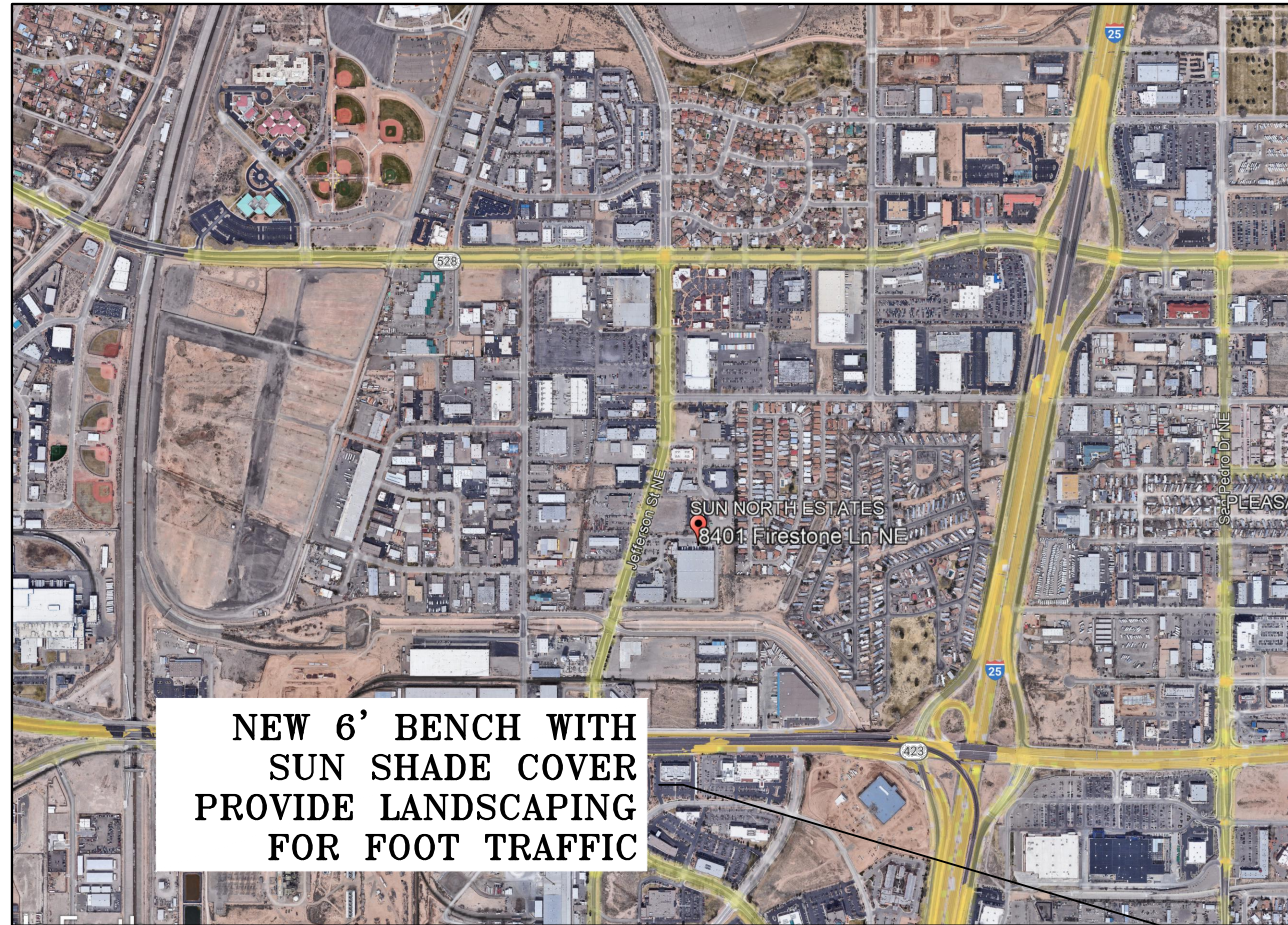 25
528
San Pedro Dr NE
PLEASA
Jefferson St NE
SUN NORTH ESTATES
8401 Firestone Ln NE
25
423
NEW 6' BENCH WITH
SUN SHADE COVER
PROVIDE LANDSCAPING
FOR FOOT TRAFFIC